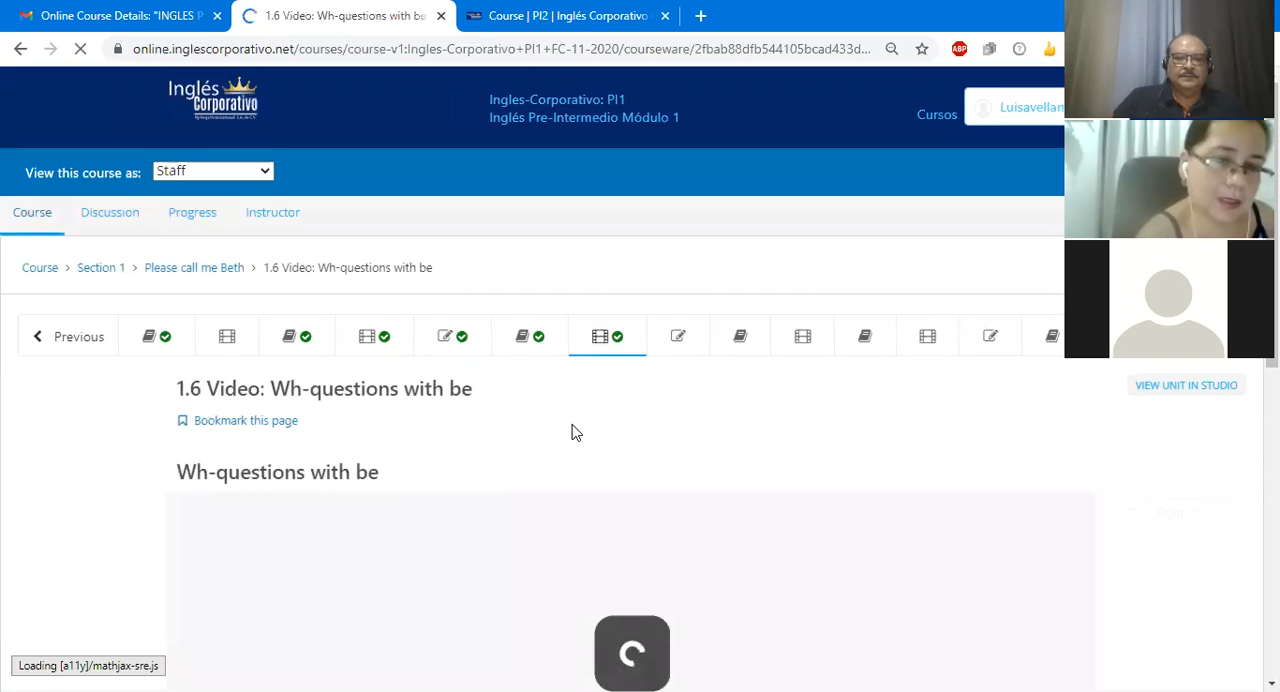 Online Course Details: "INGLES P
1.6 Video: Wh-questions with be
Course | PI2 | Inglés Corporativo
online.inglescorporativo.net/courses/course-v1:Ingles-Corporativo+PI1+FC-11-2020/courseware/2fbab88dfb544105bcad433d...
ABP
Inglés
Corporativo
Ingles-Corporativo: PI1
Inglés Pre-Intermedio Módulo 1
Cursos
Luisavellan
View this course as:
Staff
Course
Discussion
Progress
Instructor
Course > Section 1 > Please call me Beth > 1.6 Video: Wh-questions with be
Previous
1.6 Video: Wh-questions with be
VIEW UNIT IN STUDIO
Bookmark this page
Wh-questions with be
Loading [a11y]/mathjax-sre.js